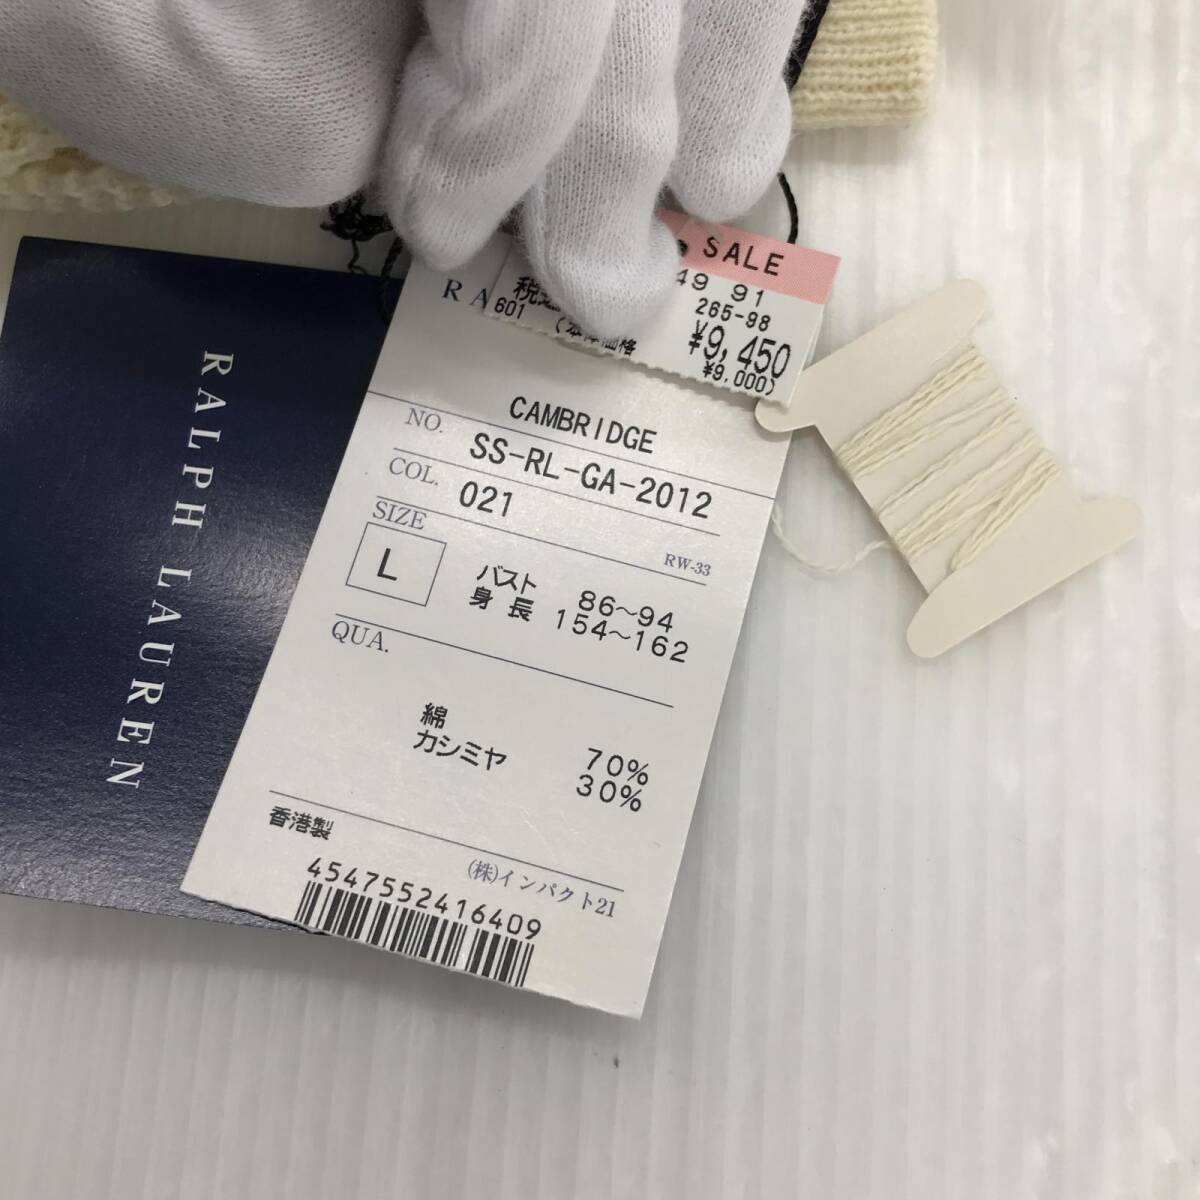 RALPH LAUREN
SALE
49 91
265-98
601
¥9,450
¥9,000)
RA
CAMBRIDGE
NO. SS-RL-GA-2012
COL. 021
RW-33
SIZE
L
バスト 86～94
身長 154～162
QUA.
綿 70%
カシミヤ 30%
香港製
(株)インパクト21
4547552416409